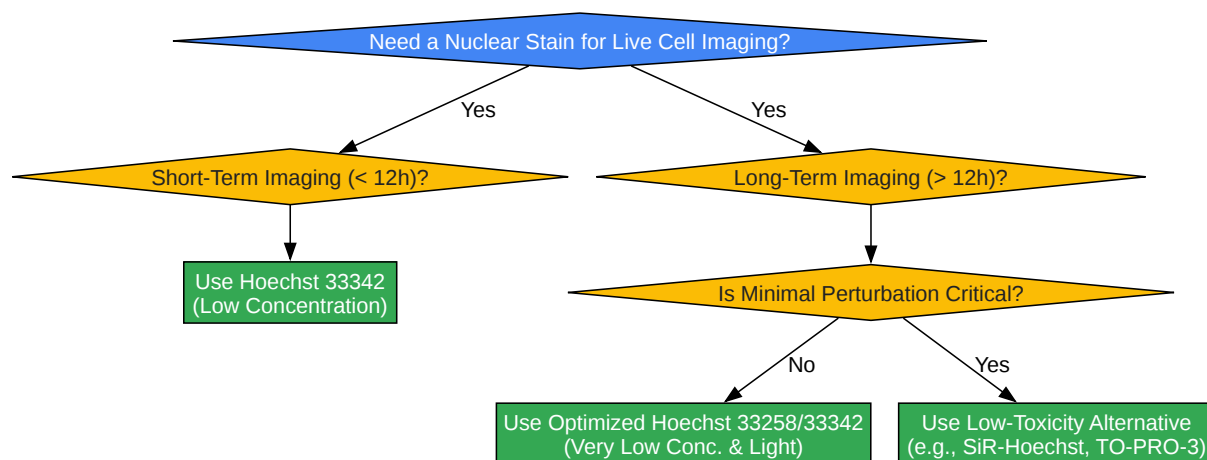 Need a Nuclear Stain for Live Cell Imaging?
Yes
Yes
Short-Term Imaging (< 12h)?
Long-Term Imaging (> 12h)?
Use Hoechst 33342
(Low Concentration)
Is Minimal Perturbation Critical?
No
Yes
Use Optimized Hoechst 33258/33342
(Very Low Conc. & Light)
Use Low-Toxicity Alternative
(e.g., SiR-Hoechst, TO-PRO-3)